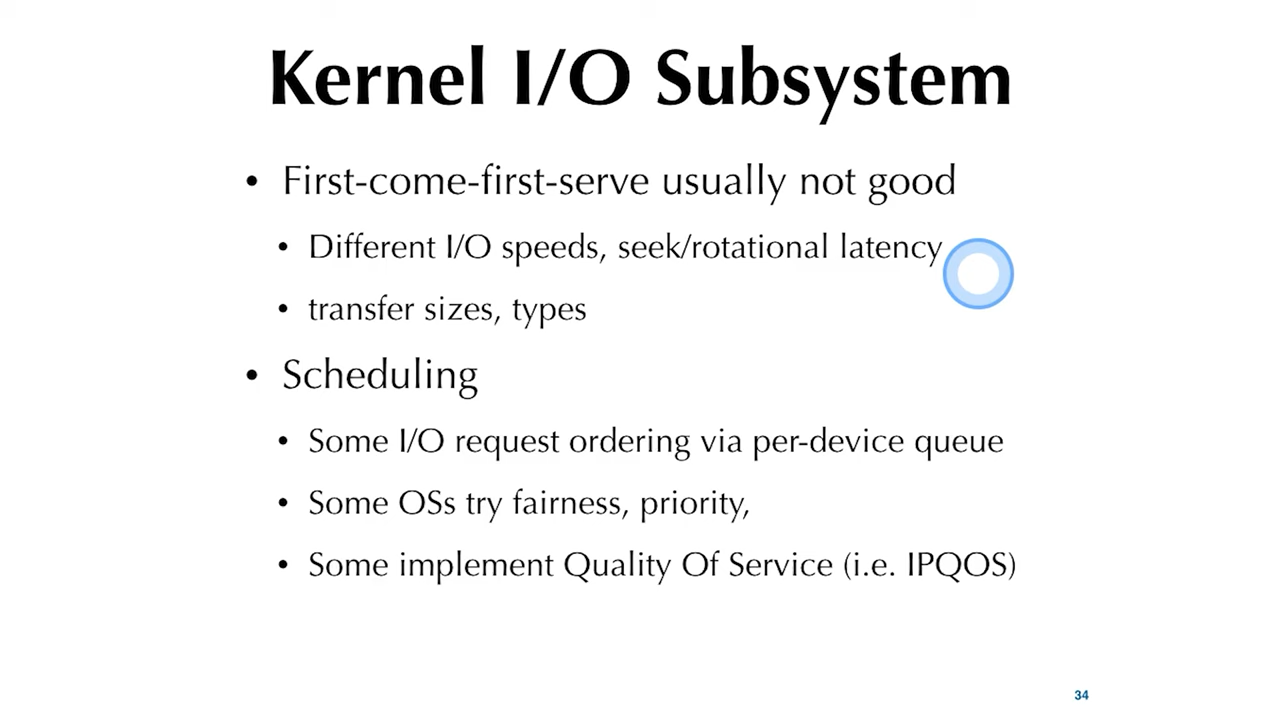 Kernel I/O Subsystem
• First-come-first-serve usually not good
• Different I/O speeds, seek/rotational latency
• transfer sizes, types
• Scheduling
• Some I/O request ordering via per-device queue
• Some OSs try fairness, priority,
• Some implement Quality Of Service (i.e. IPQOS)
34